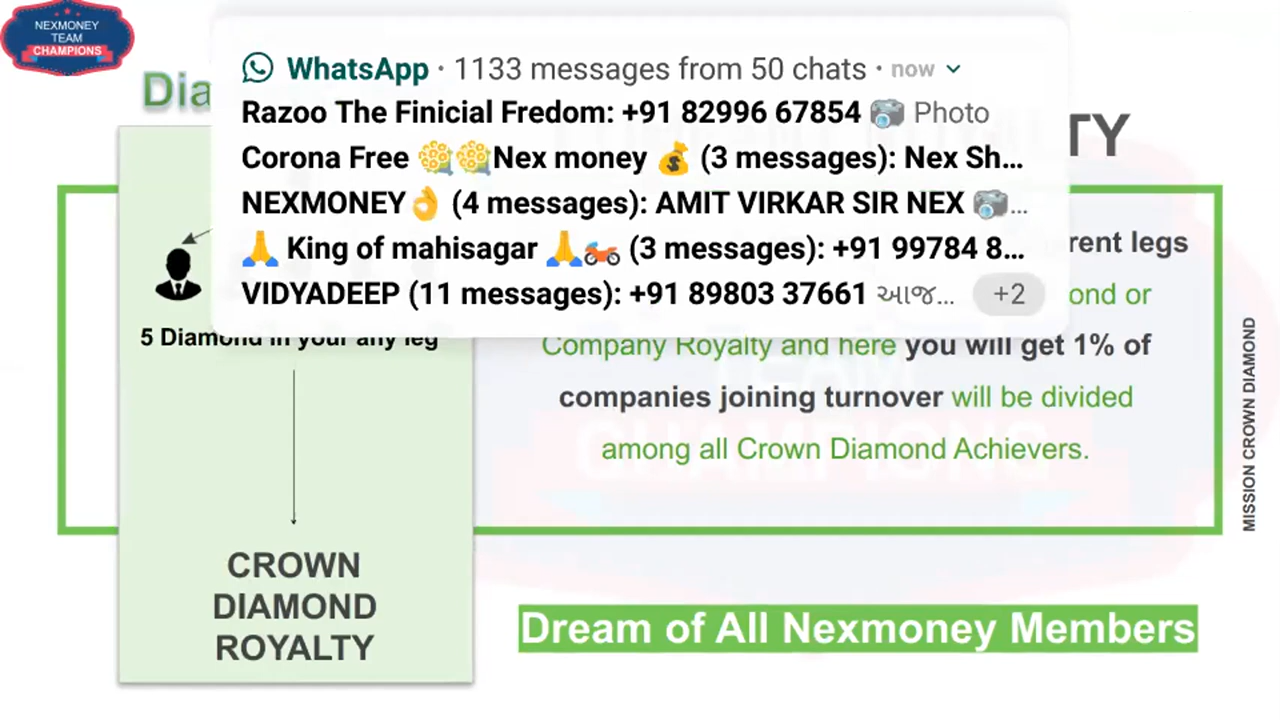 NEXMONEY
TEAM
CHAMPIONS
WhatsApp · 1133 messages from 50 chats · now
Razoo The Finicial Fredom: +91 82996 67854 📷 Photo
Corona Free 💐💐Nex money 💰 (3 messages): Nex Sh...
NEXMONEY👌 (4 messages): AMIT VIRKAR SIR NEX 📷...
🙏 King of mahisagar 🙏🏍️ (3 messages): +91 99784 8...
VIDYADEEP (11 messages): +91 89803 37661 આજ... +2
Dia
TY
5 Diamond in your any leg
rent legs
ond or
Company Royalty and here you will get 1% of
companies joining turnover will be divided
among all Crown Diamond Achievers.
CROWN
DIAMOND
ROYALTY
Dream of All Nexmoney Members
MISSION CROWN DIAMOND